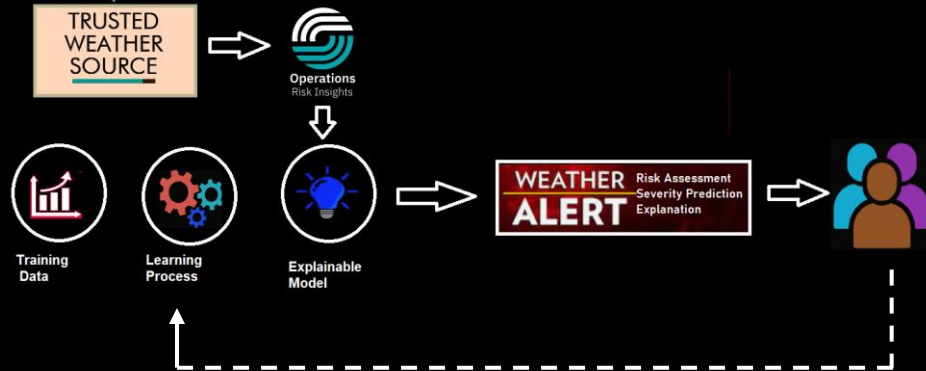 TRUSTED
WEATHER
SOURCE
Operations
Risk Insights
Training
Data
Learning
Process
Explainable
Model
WEATHER
ALERT
Risk Assessment
Severity Prediction
Explanation